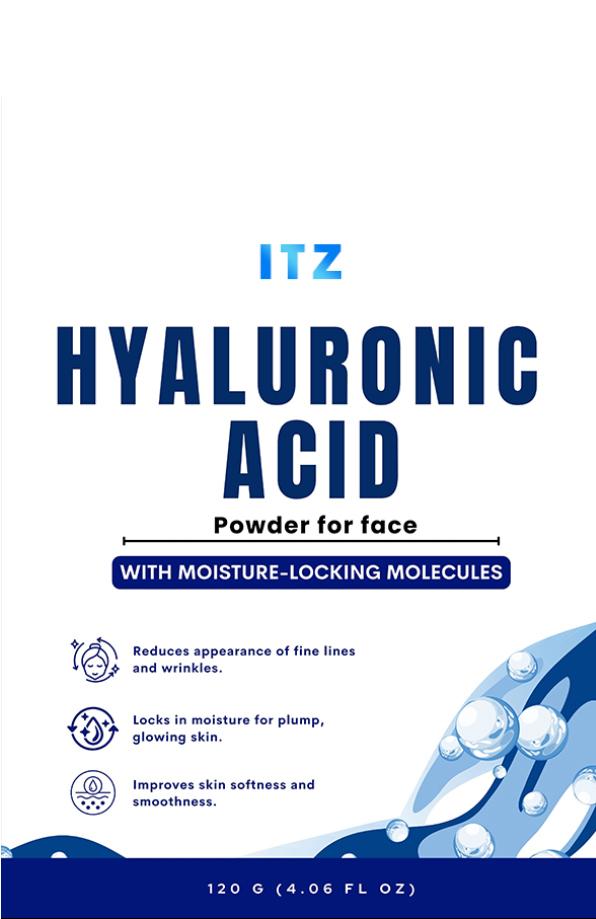 ITZ
HYALURONIC
ACID
Powder for face
WITH MOISTURE-LOCKING MOLECULES
Reduces appearance of fine lines
and wrinkles.
Locks in moisture for plump,
glowing skin.
Improves skin softness and
smoothness.
120 G (4.06 FL OZ)